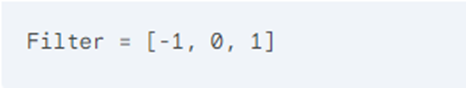 Filter = [-1, 0, 1]